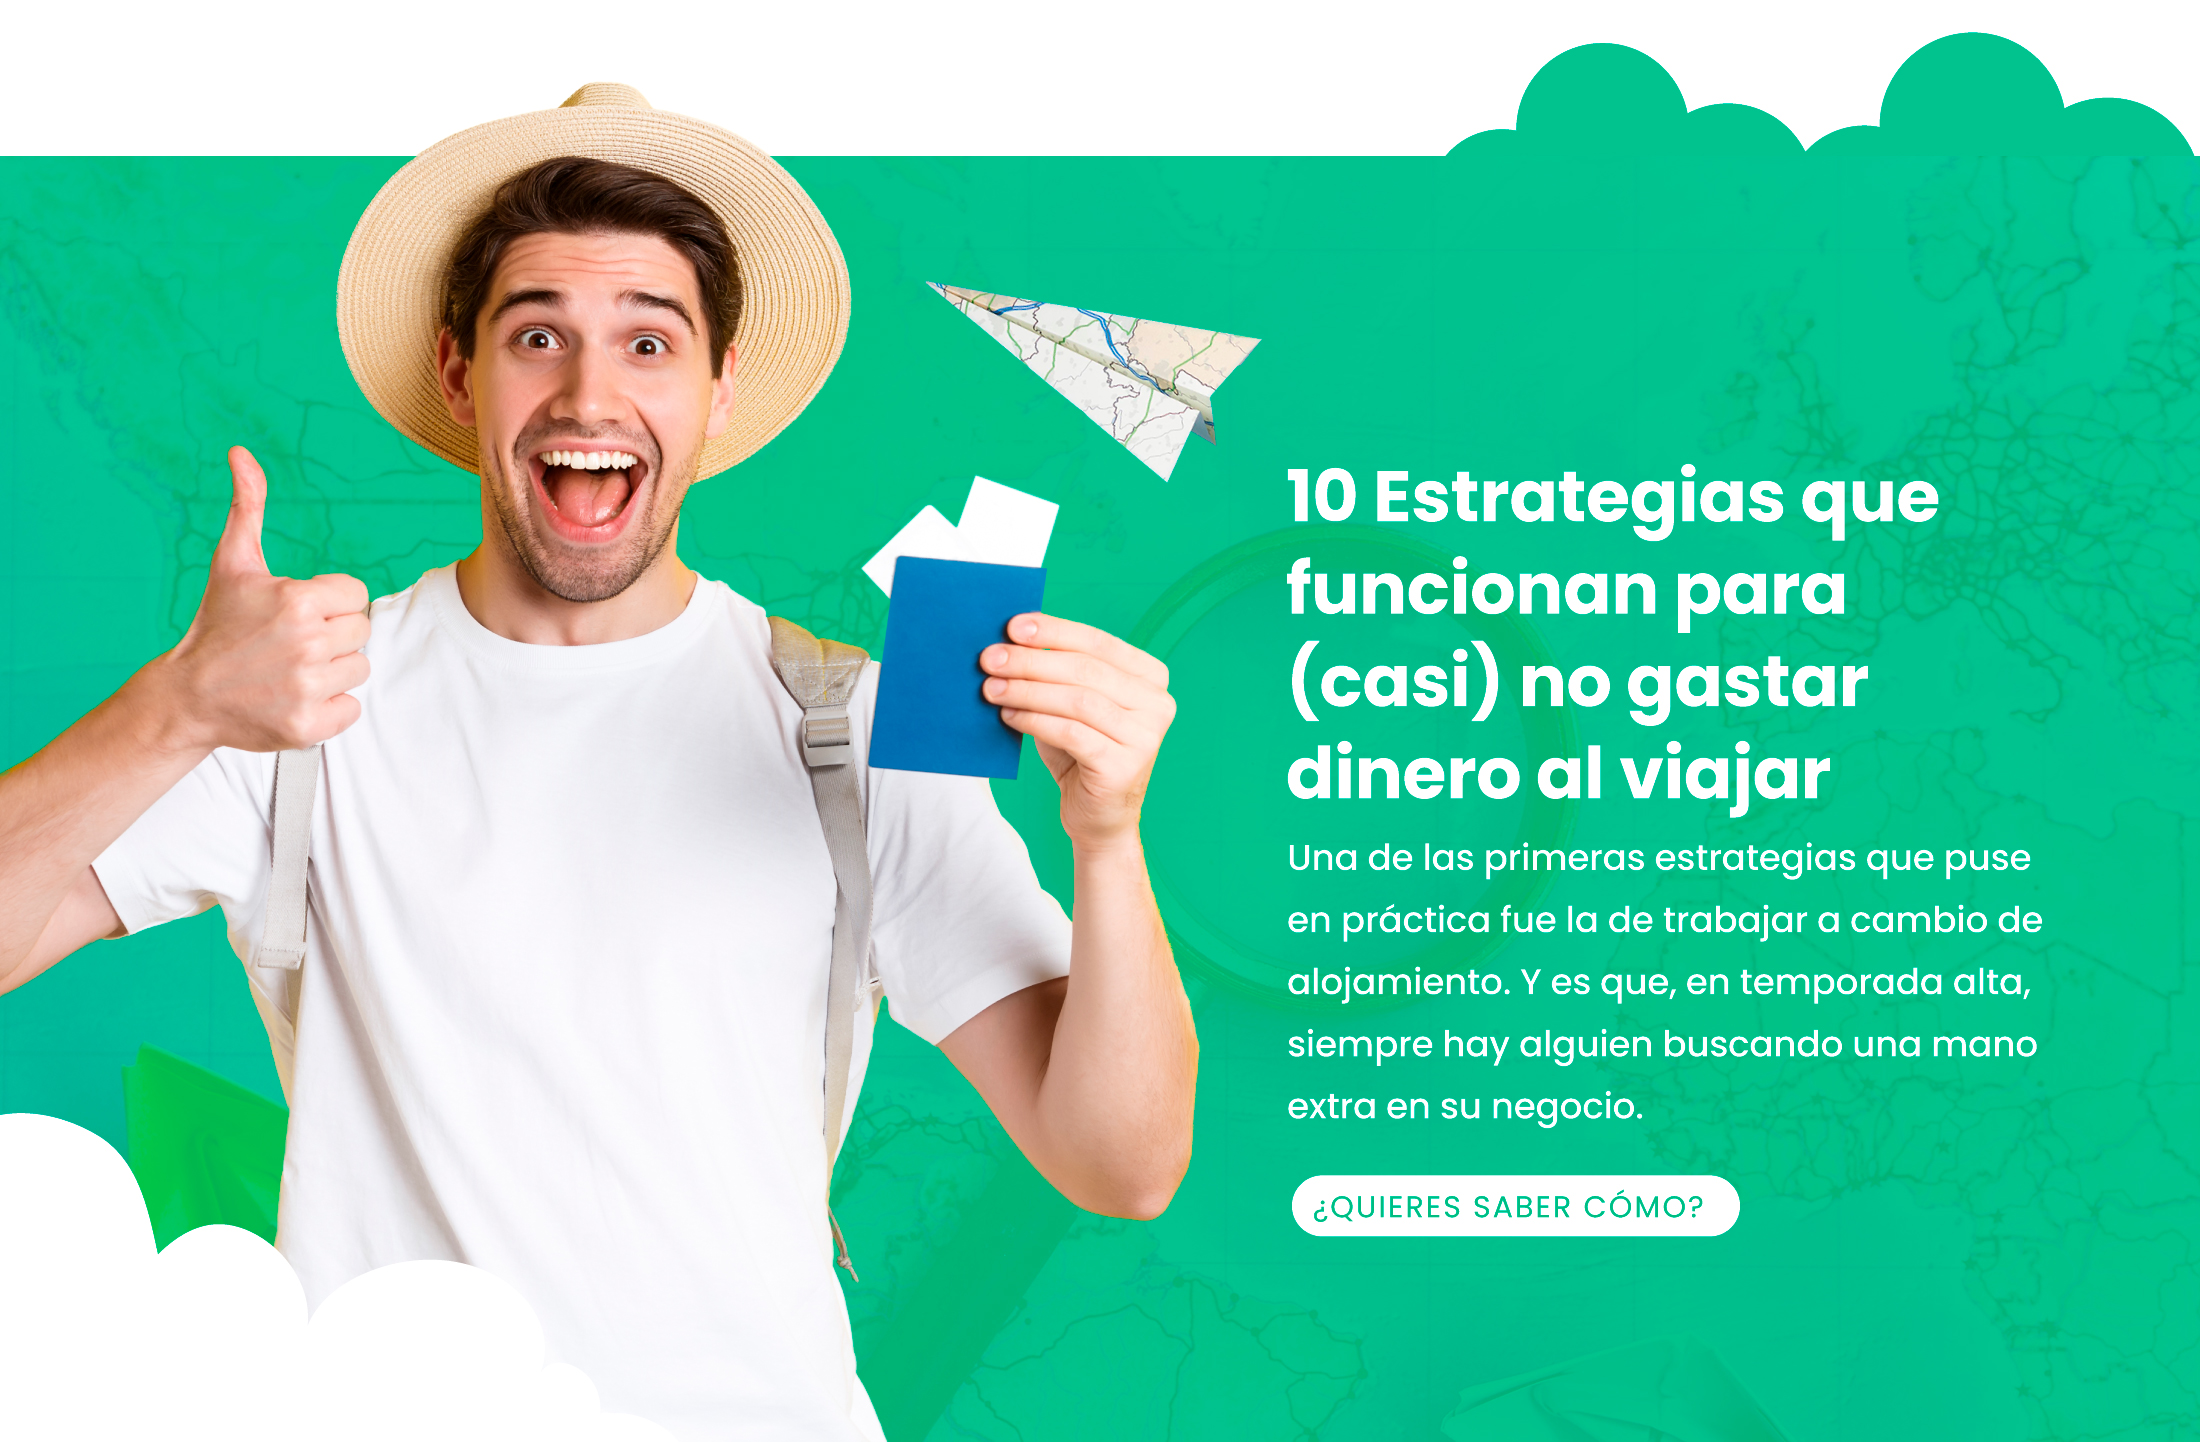 10 Estrategias que
funcionan para
(casi) no gastar
dinero al viajar
Una de las primeras estrategias que puse
en práctica fue la de trabajar a cambio de
alojamiento. Y es que, en temporada alta,
siempre hay alguien buscando una mano
extra en su negocio.
¿QUIERES SABER CÓMO?